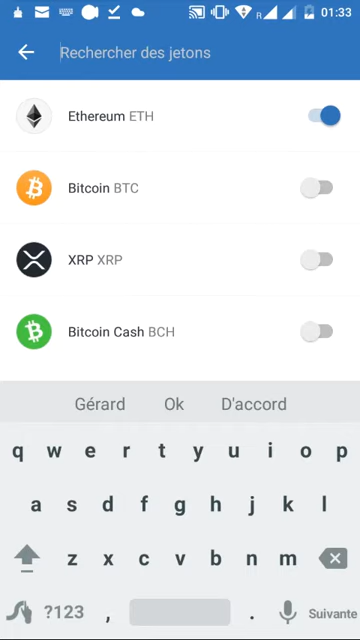 R 01:33
Rechercher des jetons
Ethereum ETH
Bitcoin BTC
XRP XRP
Bitcoin Cash BCH
Gérard Ok D'accord
q w e r t y u i o p
a s d f g h j k l
z x c v b n m
?123 , . Suivante